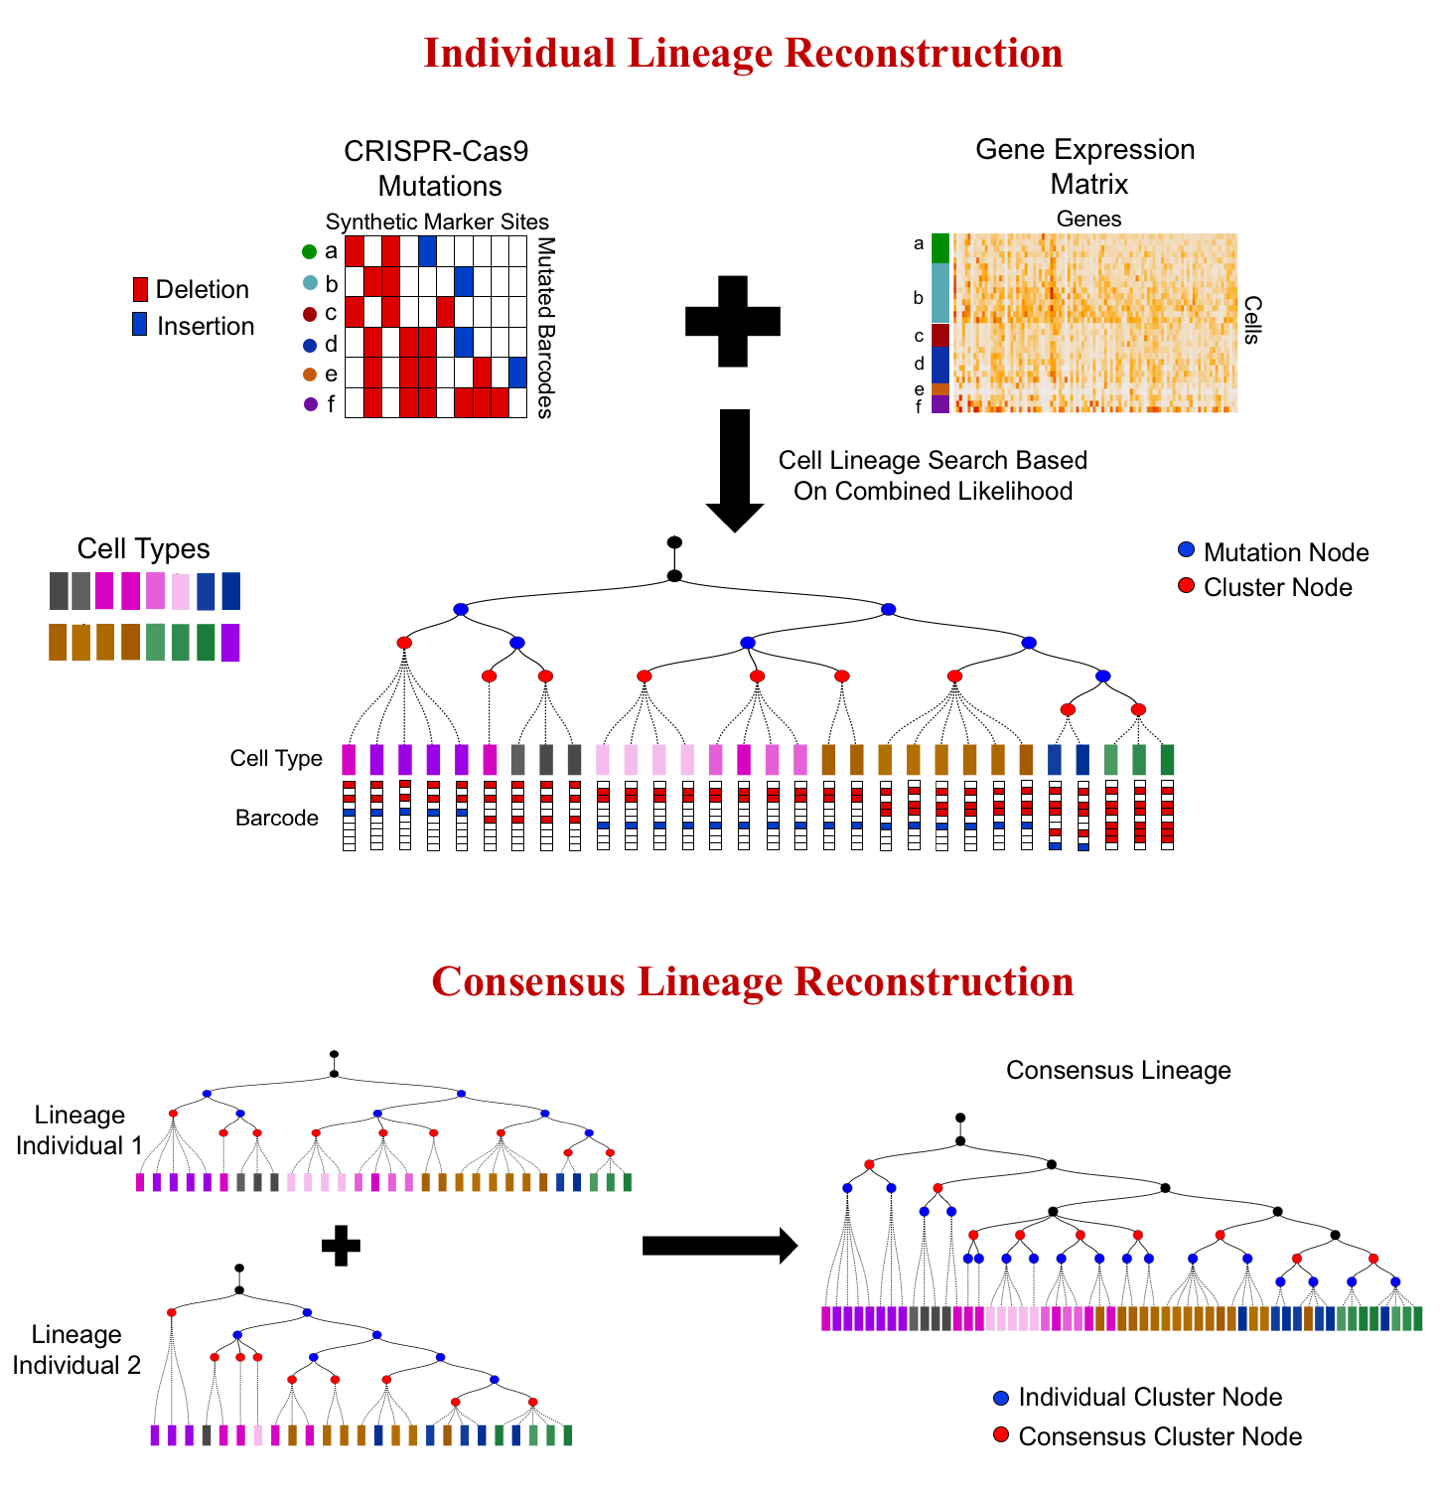 Individual Lineage Reconstruction
CRISPR-Cas9
Mutations
Synthetic Marker Sites
a
b
c
d
e
f
Mutated Barcodes
Deletion
Insertion
Gene Expression
Matrix
Genes
a
b
c
d
e
f
Cells
Cell Lineage Search Based
On Combined Likelihood
Cell Types
Mutation Node
Cluster Node
Cell Type
Barcode
Consensus Lineage Reconstruction
Lineage
Individual 1
Lineage
Individual 2
Consensus Lineage
Individual Cluster Node
Consensus Cluster Node